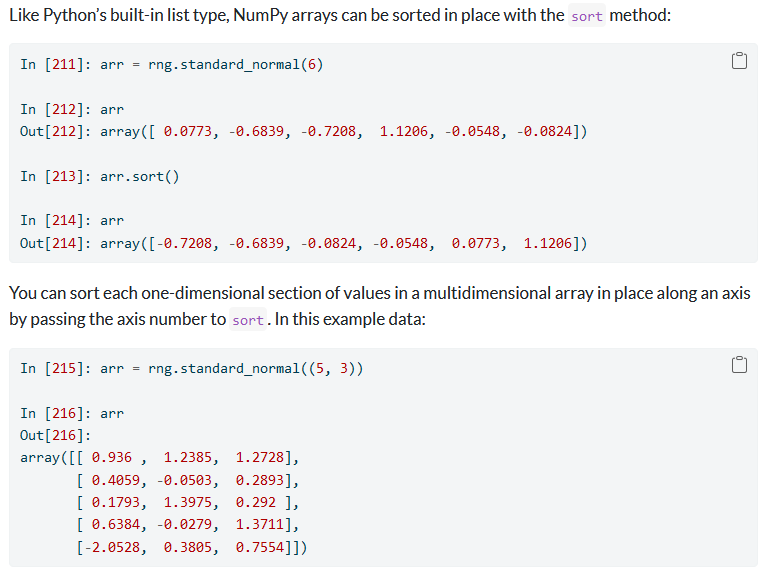 Like Python’s built-in list type, NumPy arrays can be sorted in place with the sort method:
In [211]: arr = rng.standard_normal(6)
In [212]: arr
Out[212]: array([ 0.0773, -0.6839, -0.7208,  1.1206, -0.0548, -0.0824])
In [213]: arr.sort()
In [214]: arr
Out[214]: array([-0.7208, -0.6839, -0.0824, -0.0548,  0.0773,  1.1206])
You can sort each one-dimensional section of values in a multidimensional array in place along an axis
by passing the axis number to sort. In this example data:
In [215]: arr = rng.standard_normal((5, 3))
In [216]: arr
Out[216]:
array([[ 0.936 ,  1.2385,  1.2728],
       [ 0.4059, -0.0503,  0.2893],
       [ 0.1793,  1.3975,  0.292 ],
       [ 0.6384, -0.0279,  1.3711],
       [-2.0528,  0.3805,  0.7554]])